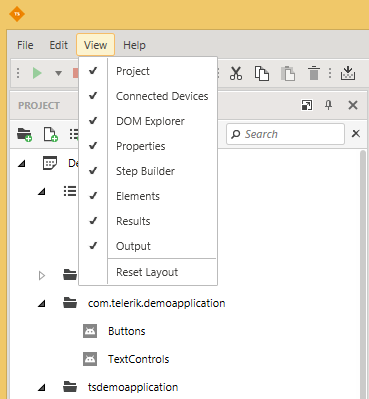 TS
File Edit View Help
Project
Connected Devices
DOM Explorer
Properties
Step Builder
Elements
Results
Output
Reset Layout
PROJECT
Search
De
com.telerik.demoapplication
Buttons
TextControls
tsdemoapplication